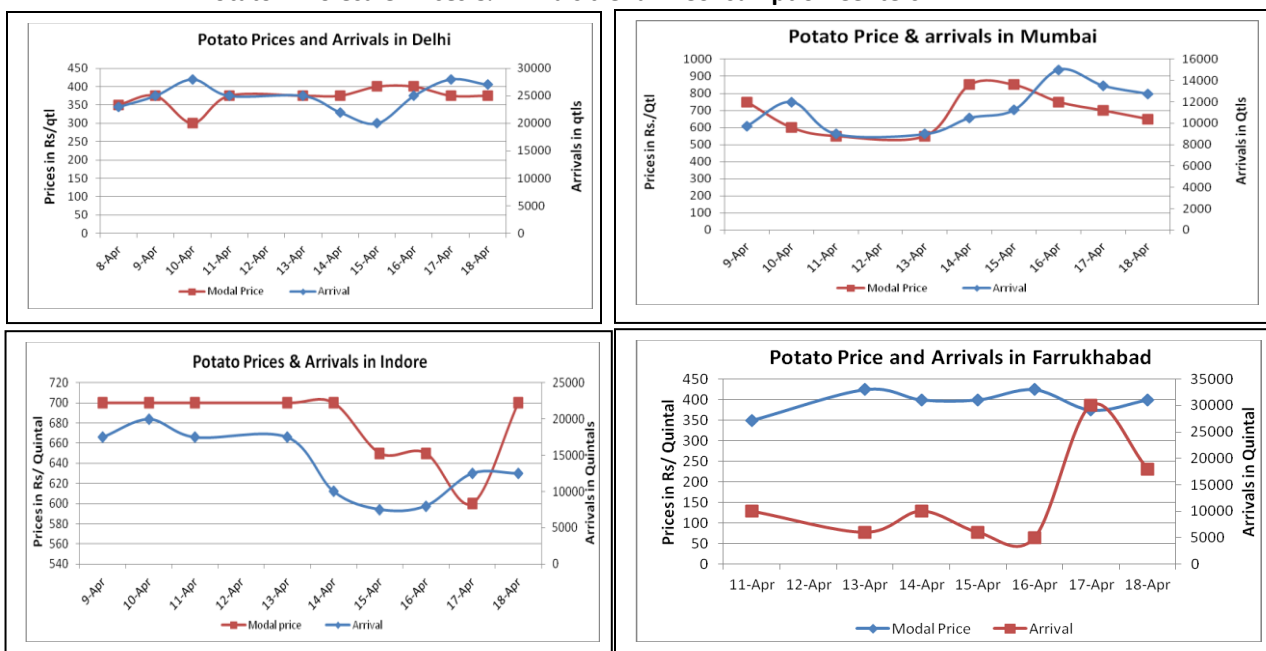 Potato Prices and Arrivals in Delhi
Prices in Rs/qtl
450
400
350
300
250
200
150
100
50
0
30000
25000
20000
15000
10000
5000
0
Arrivals in qtls
8-Apr
9-Apr
10-Apr
11-Apr
12-Apr
13-Apr
14-Apr
15-Apr
16-Apr
17-Apr
18-Apr
Modal Price
Arrival
Potato Price & arrivals in Mumbai
Prices in Rs./Qtl
1000
900
800
700
600
500
400
300
200
100
0
16000
14000
12000
10000
8000
6000
4000
2000
0
Arrivals in Qtls
9-Apr
10-Apr
11-Apr
12-Apr
13-Apr
14-Apr
15-Apr
16-Apr
17-Apr
18-Apr
Modal Price
Arrival
Potato Prices & Arrivals in Indore
Prices in Rs/ Quintal
720
700
680
660
640
620
600
580
560
540
25000
20000
15000
10000
5000
0
Arrivals in Quintals
9-Apr
10-Apr
11-Apr
12-Apr
13-Apr
14-Apr
15-Apr
16-Apr
17-Apr
18-Apr
Modal price
Arrival
Potato Price and Arrivals in Farrukhabad
Prices in Rs/ Quintal
450
400
350
300
250
200
150
100
50
0
35000
30000
25000
20000
15000
10000
5000
0
Arrivals in Quintal
11-Apr
12-Apr
13-Apr
14-Apr
15-Apr
16-Apr
17-Apr
18-Apr
Modal Price
Arrival